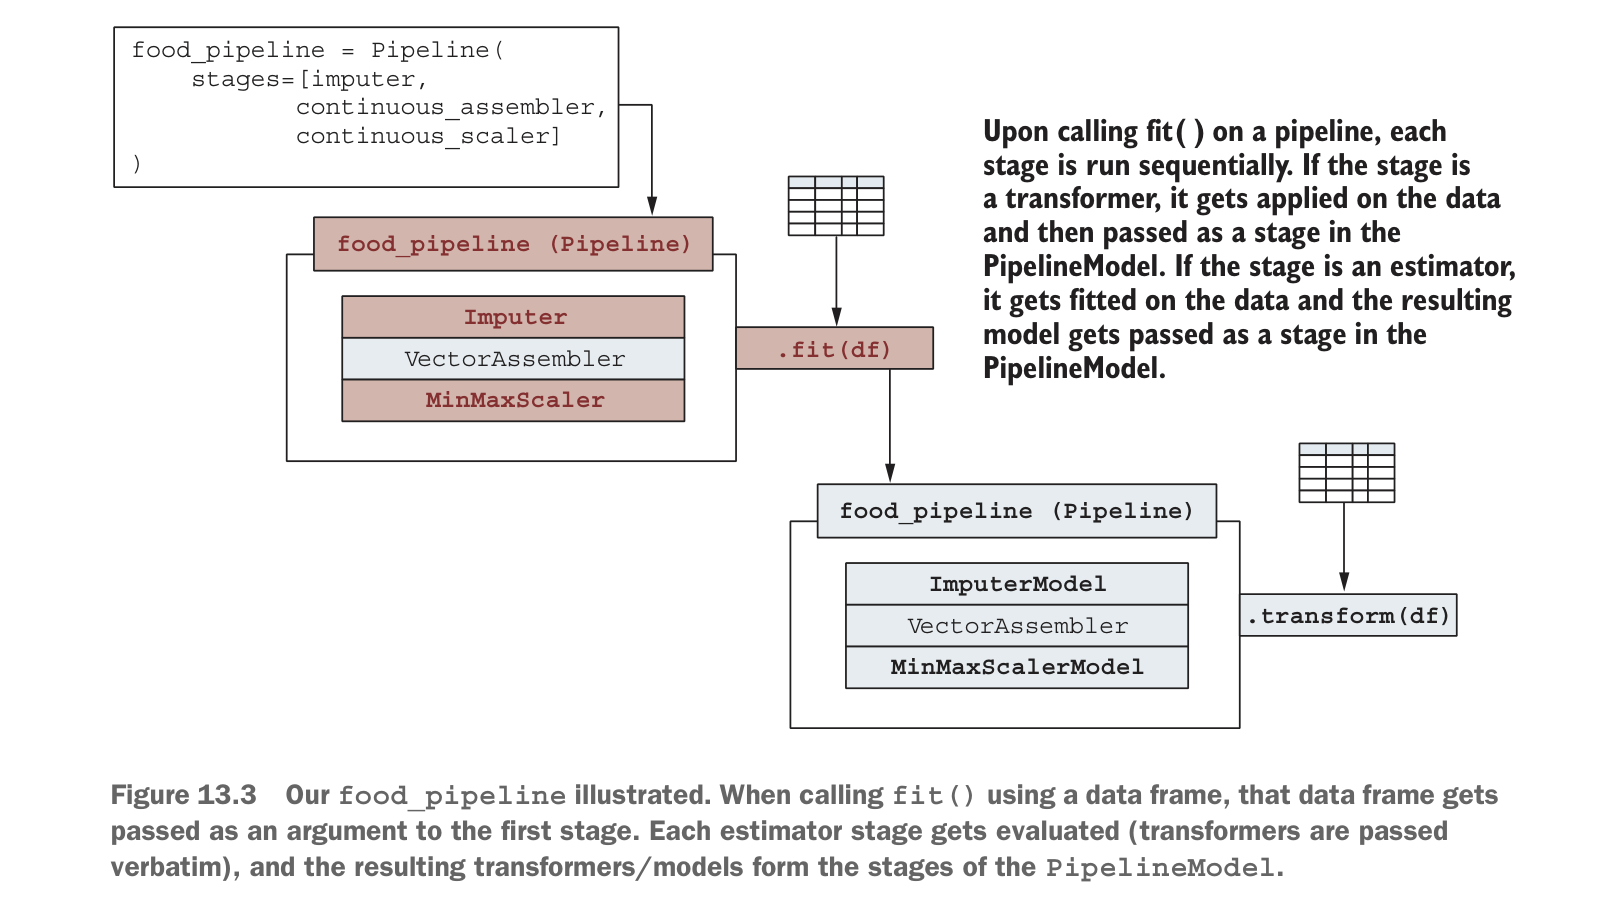 food_pipeline = Pipeline(
stages=[imputer,
continuous_assembler,
continuous_scaler]
)
Upon calling fit( ) on a pipeline, each
stage is run sequentially. If the stage is
a transformer, it gets applied on the data
and then passed as a stage in the
PipelineModel. If the stage is an estimator,
it gets fitted on the data and the resulting
model gets passed as a stage in the
PipelineModel.
food_pipeline (Pipeline)
Imputer
VectorAssembler
MinMaxScaler
.fit(df)
food_pipeline (Pipeline)
ImputerModel
VectorAssembler
MinMaxScalerModel
.transform(df)
Figure 13.3 Our food_pipeline illustrated. When calling fit() using a data frame, that data frame gets
passed as an argument to the first stage. Each estimator stage gets evaluated (transformers are passed
verbatim), and the resulting transformers/models form the stages of the PipelineModel.